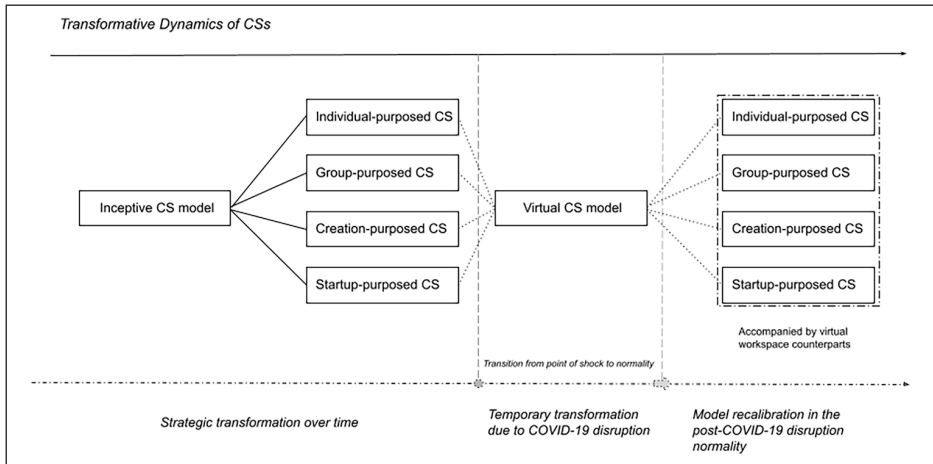 Transformative Dynamics of CSs
Individual-purposed CS
Group-purposed CS
Inceptive CS model
Creation-purposed CS
Startup-purposed CS
Virtual CS model
Individual-purposed CS
Group-purposed CS
Creation-purposed CS
Startup-purposed CS
Accompanied by virtual
workspace counterparts
Transition from point of shock to normality
Strategic transformation over time
Temporary transformation
due to COVID-19 disruption
Model recalibration in the
post-COVID-19 disruption
normality